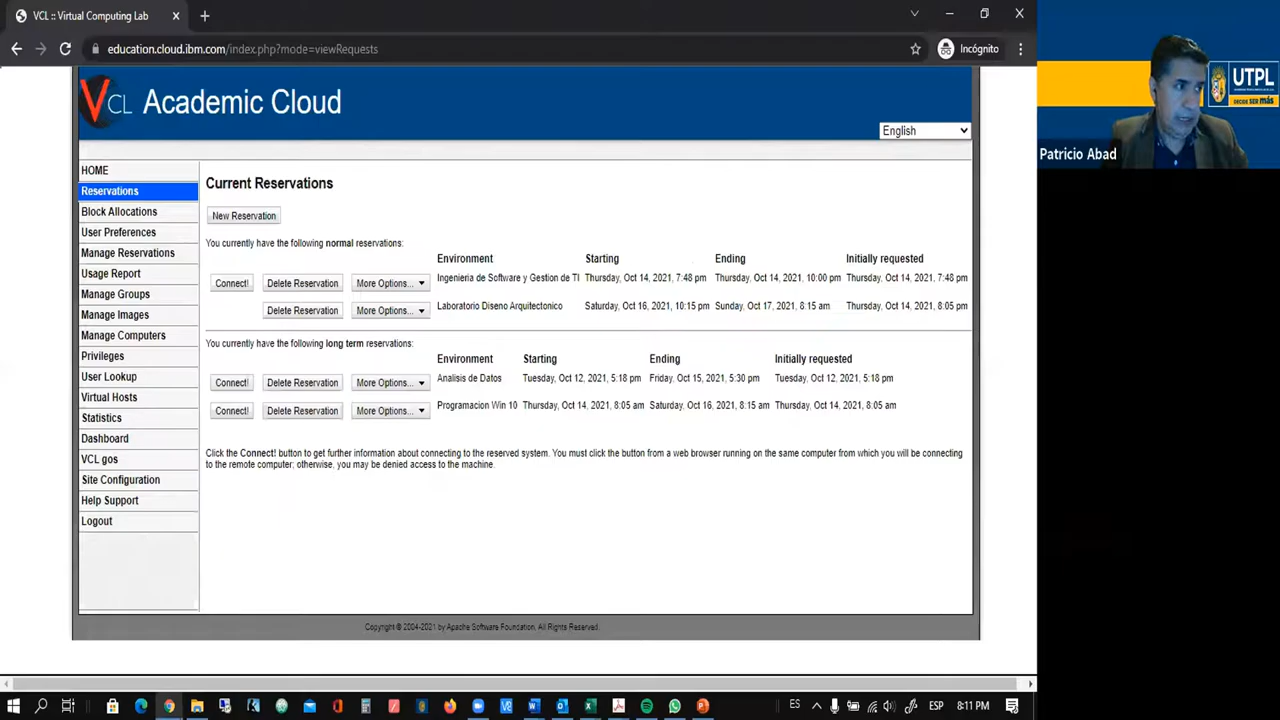 VCL :: Virtual Computing Lab
education.cloud.ibm.com/index.php?mode=viewRequests
Incógnito
VCL Academic Cloud
English
HOME
Reservations
Block Allocations
User Preferences
Manage Reservations
Usage Report
Manage Groups
Manage Images
Manage Computers
Privileges
User Lookup
Virtual Hosts
Statistics
Dashboard
VCL gos
Site Configuration
Help Support
Logout
Current Reservations
New Reservation
You currently have the following normal reservations:
Environment Starting Ending Initially requested
Connect! Delete Reservation More Options... Ingenieria de Software y Gestion de TI Thursday, Oct 14, 2021, 7:48 pm Thursday, Oct 14, 2021, 10:00 pm Thursday, Oct 14, 2021, 7:48 pm
Delete Reservation More Options... Laboratorio Diseno Arquitectonico Saturday, Oct 16, 2021, 10:15 pm Sunday, Oct 17, 2021, 8:15 am Thursday, Oct 14, 2021, 8:05 pm
You currently have the following long term reservations:
Environment Starting Ending Initially requested
Connect! Delete Reservation More Options... Analisis de Datos Tuesday, Oct 12, 2021, 5:18 pm Friday, Oct 15, 2021, 5:30 pm Tuesday, Oct 12, 2021, 5:18 pm
Connect! Delete Reservation More Options... Programacion Win 10 Thursday, Oct 14, 2021, 8:05 am Saturday, Oct 16, 2021, 8:15 am Thursday, Oct 14, 2021, 8:05 am
Click the Connect! button to get further information about connecting to the reserved system. You must click the button from a web browser running on the same computer from which you will be connecting
to the remote computer; otherwise, you may be denied access to the machine.
Copyright © 2004-2021 by Apache Software Foundation, All Rights Reserved.
UTPL
DECIDE SER MÁS
Patricio Abad
ES
ESP
8:11 PM